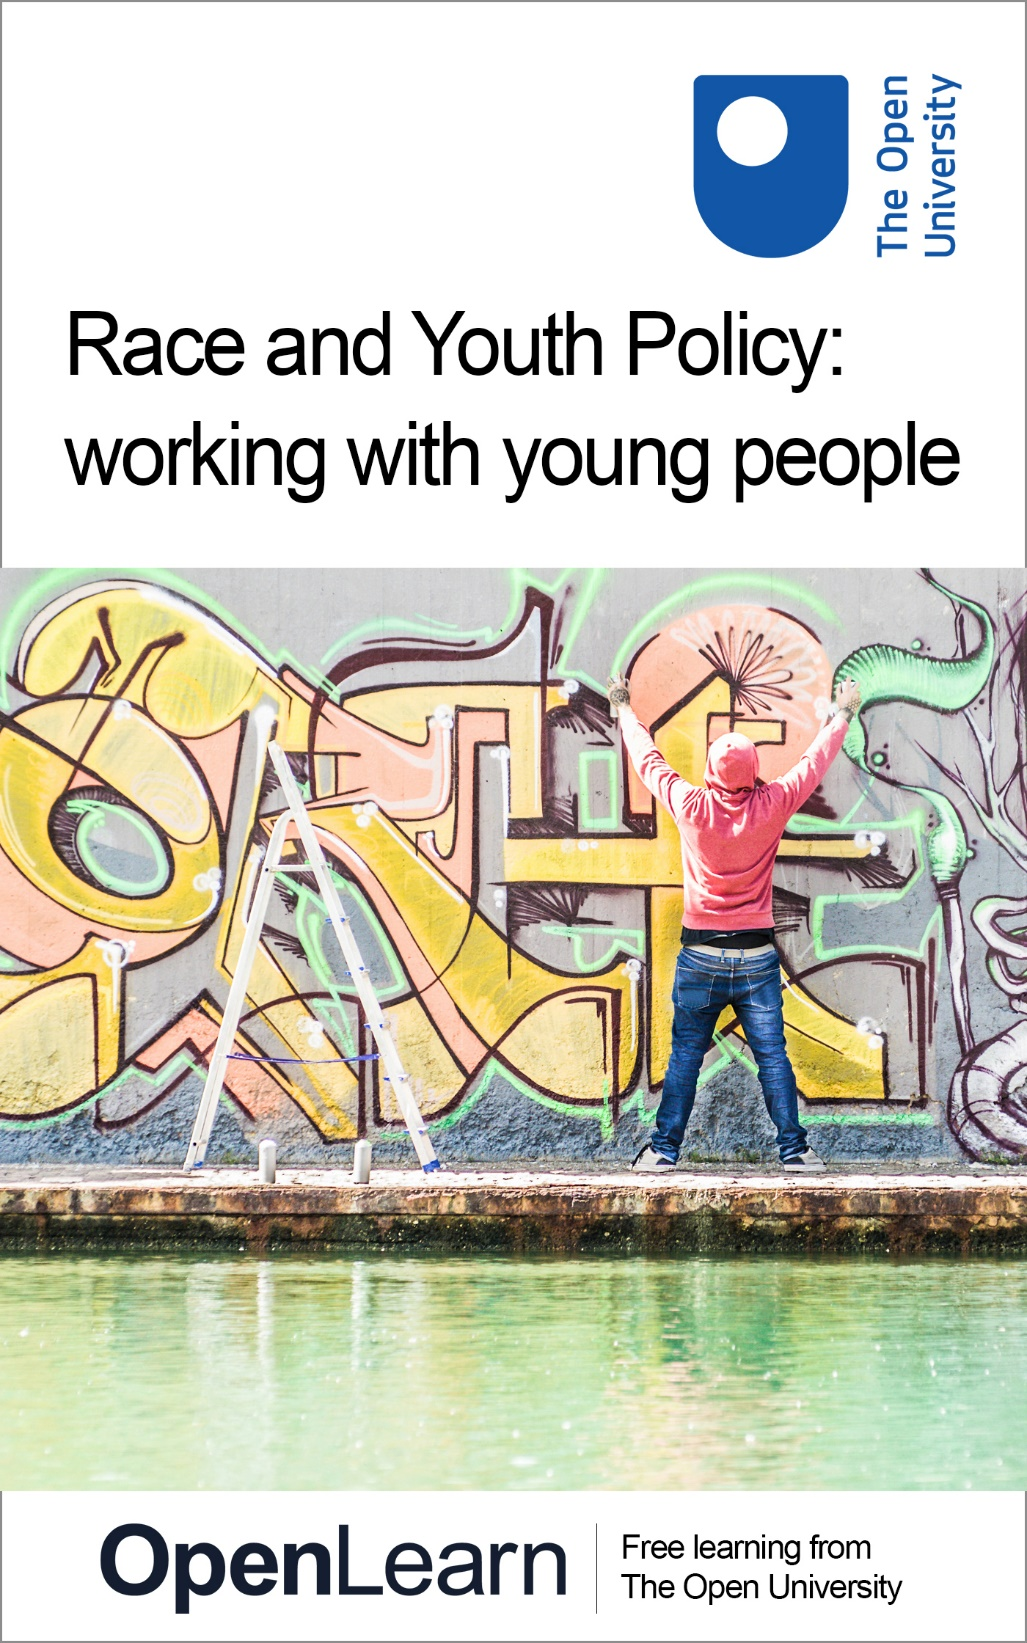 The Open
University
Race and Youth Policy:
working with young people
OpenLearn
Free learning from
The Open University